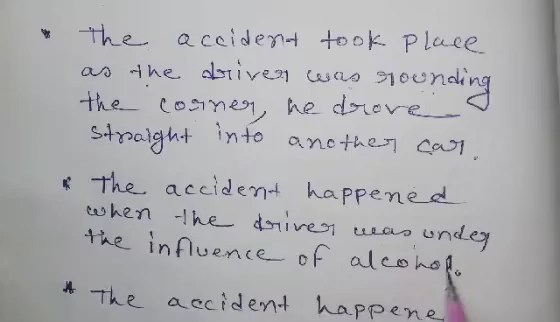 * The accident took place
as the driver was rounding
the corner, he drove
straight into another car.
* The accident happened
when the driver was under
the influence of alcohol.
* The accident happene